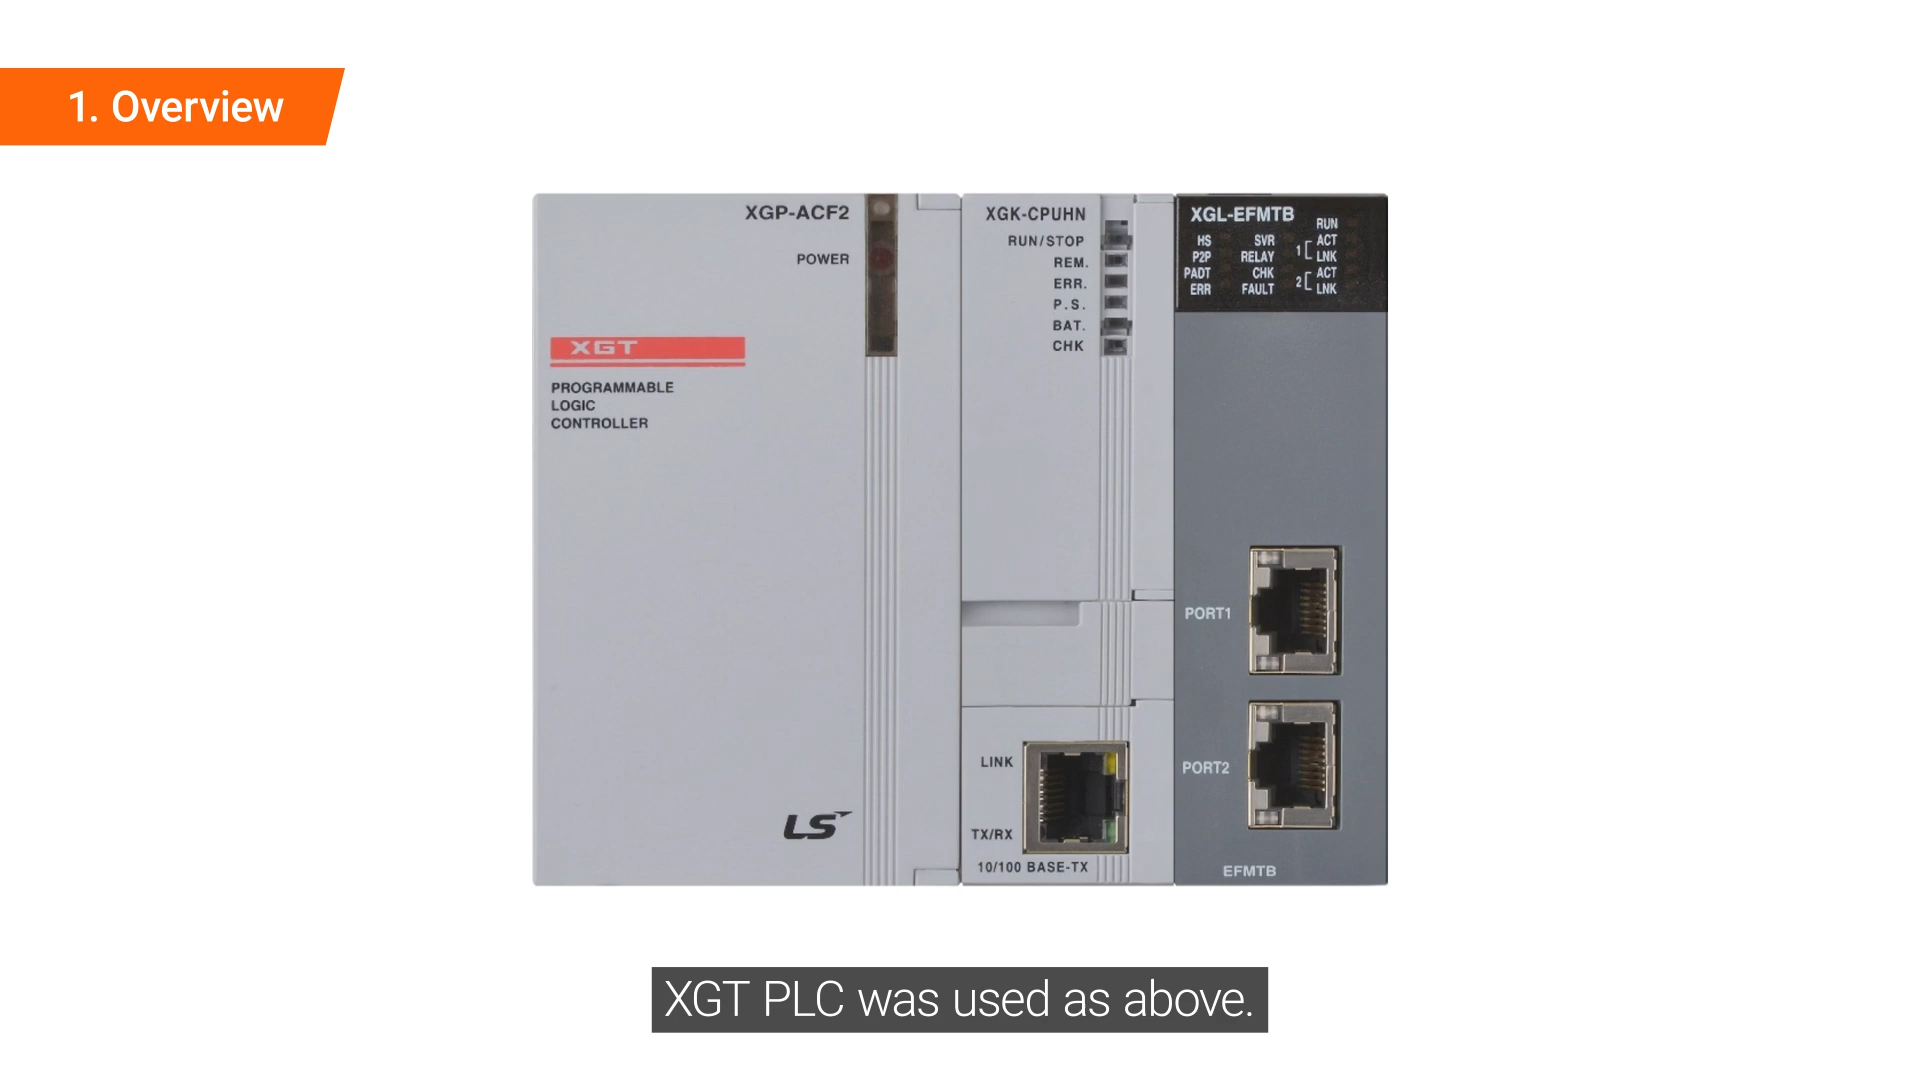 1. Overview
XGP-ACF2
POWER
XGT
PROGRAMMABLE
LOGIC
CONTROLLER
LS
XGK-CPUHN
RUN/STOP
REM.
ERR.
P.S.
BAT.
CHK
LINK
TX/RX
10/100 BASE-TX
XGL-EFMTB
RUN
HS SVR 1 ACT
P2P RELAY LNK
PADT CHK 2 ACT
ERR FAULT LNK
PORT1
PORT2
EFMTB
XGT PLC was used as above.